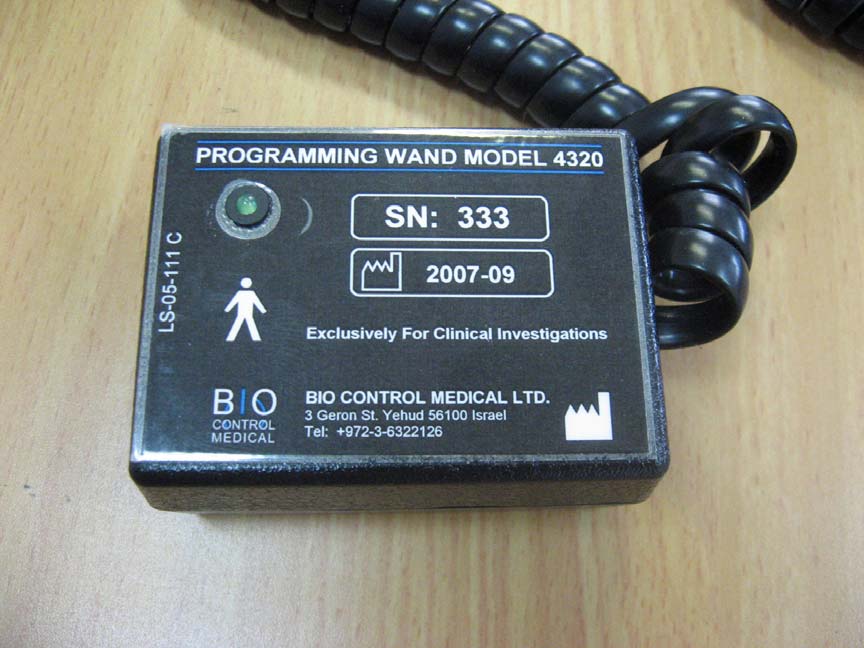 PROGRAMMING WAND MODEL 4320
SN: 333
2007-09
LS-05-111 C
Exclusively For Clinical Investigations
BIO
CONTROL
MEDICAL
BIO CONTROL MEDICAL LTD.
3 Geron St. Yehud 56100 Israel
Tel: +972-3-6322126